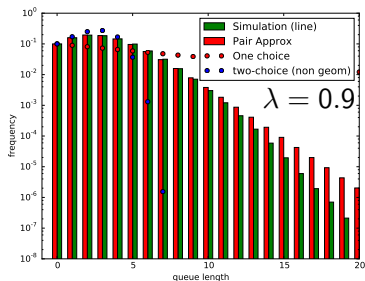 10^0
10^-1
10^-2
10^-3
10^-4
10^-5
10^-6
10^-7
10^-8
frequency
Simulation (line)
Pair Approx
One choice
two-choice (non geom)
λ = 0.9
0 5 10 15 20
queue length